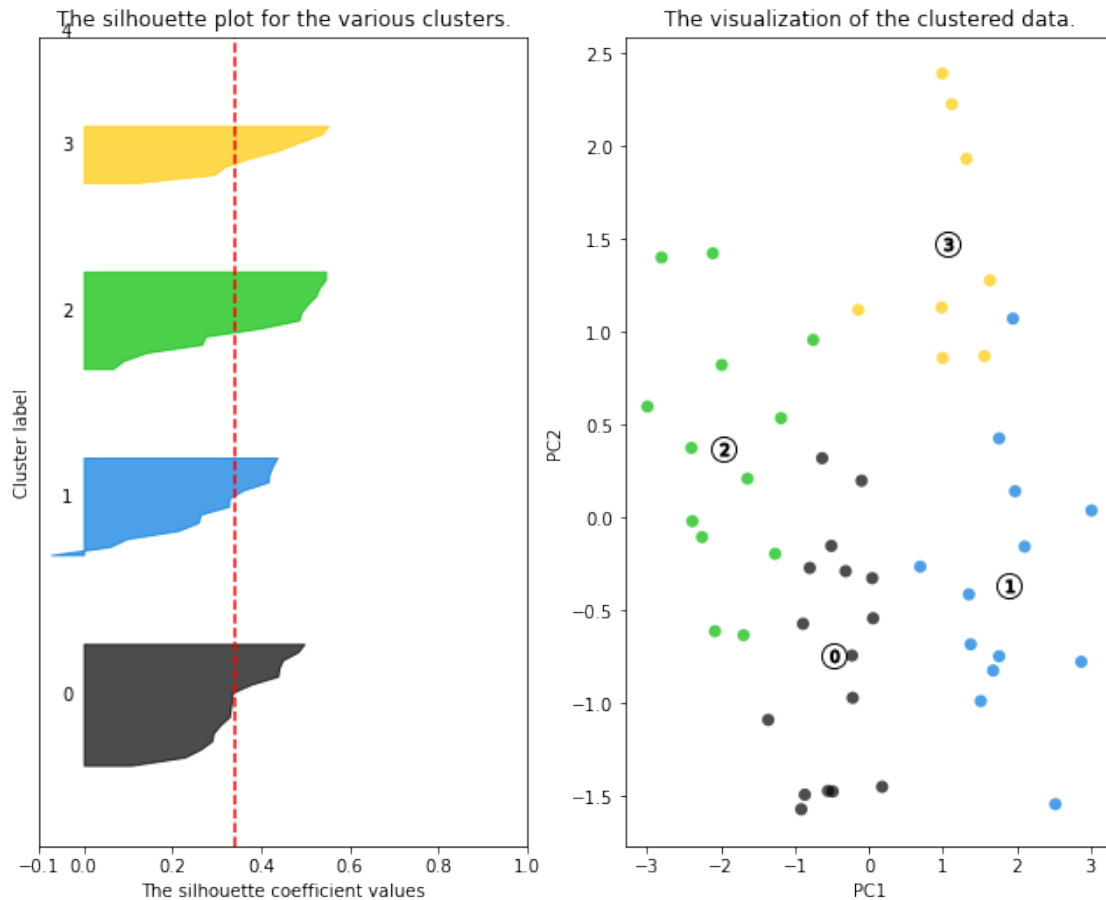 The silhouette plot for the various clusters.
4
3
2
1
0
Cluster label
−0.1 0.0 0.2 0.4 0.6 0.8 1.0
The silhouette coefficient values
The visualization of the clustered data.
2.5
2.0
1.5
1.0
0.5
0.0
−0.5
−1.0
−1.5
PC2
3
2
1
0
−3 −2 −1 0 1 2 3
PC1